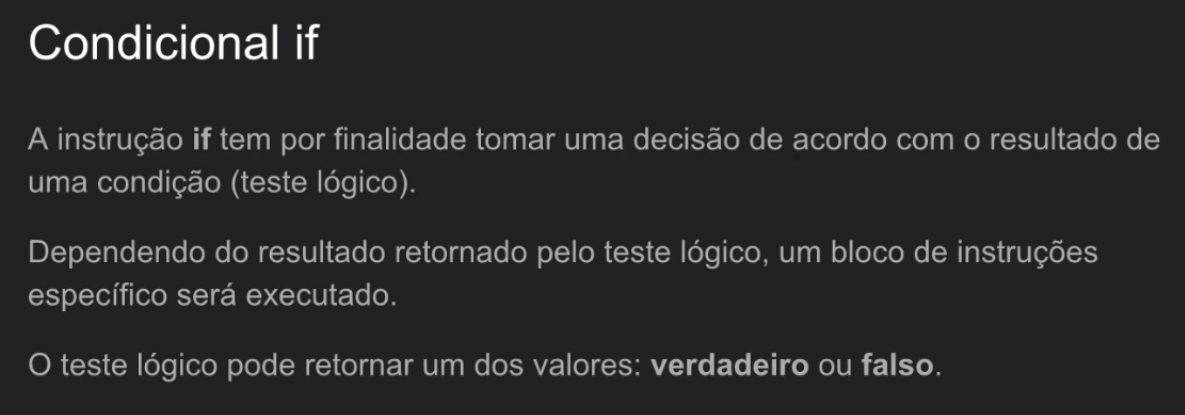 Condicional if
A instrução if tem por finalidade tomar uma decisão de acordo com o resultado de
uma condição (teste lógico).
Dependendo do resultado retornado pelo teste lógico, um bloco de instruções
específico será executado.
O teste lógico pode retornar um dos valores: verdadeiro ou falso.